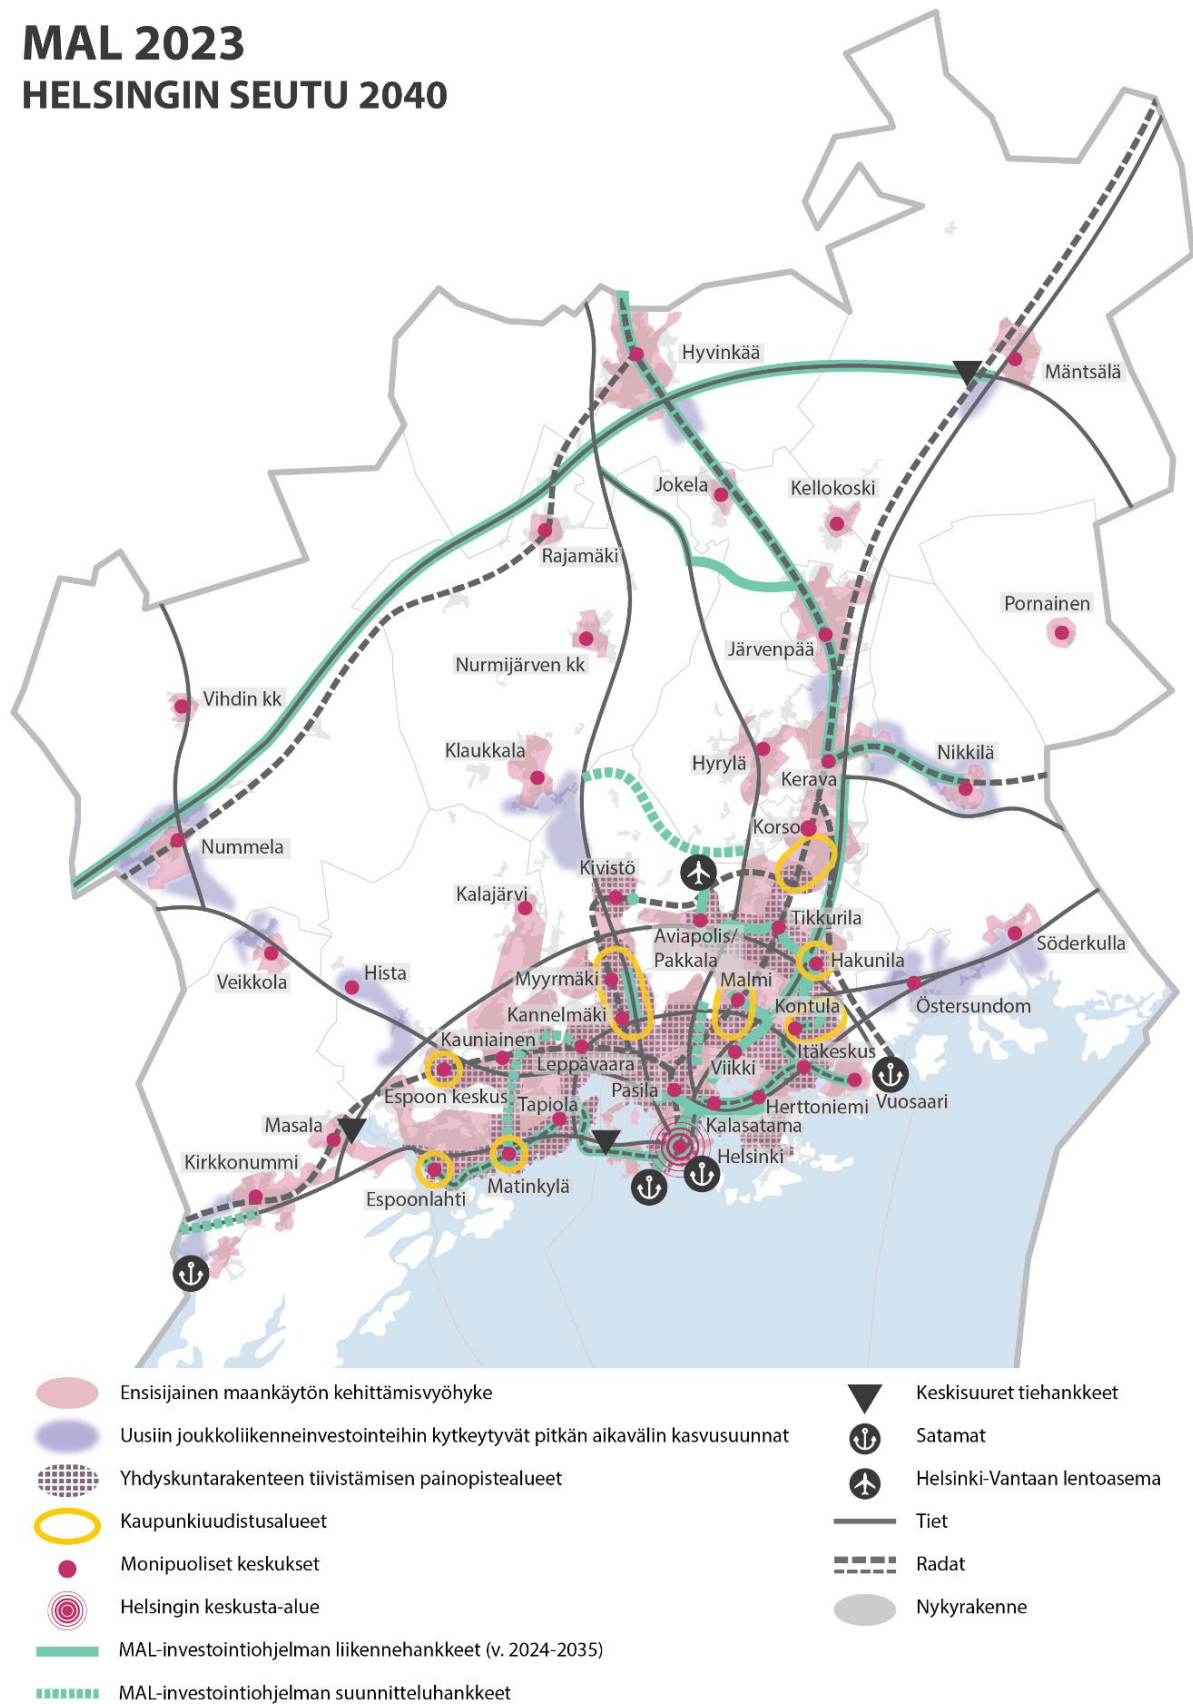 MAL 2023
HELSINGIN SEUTU 2040
Hyvinkää
Mäntsälä
Jokela
Kellokoski
Rajamäki
Pornainen
Järvenpää
Nurmijärven kk
Vihdin kk
Klaukkala
Hyrylä
Nikkilä
Kerava
Korso
Nummela
Kivistö
Kalajärvi
Tikkurila
Aviapolis/
Pakkala
Söderkulla
Hakunila
Veikkola
Hista
Myyrmäki
Malmi
Östersundom
Kannelmäki
Kontula
Kauniainen
Itäkeskus
Leppävaara
Viikki
Espoon keskus
Pasila
Tapiola
Herttoniemi
Vuosaari
Masala
Kalasatama
Kirkkonummi
Helsinki
Matinkylä
Espoonlahti
Ensisijainen maankäytön kehittämisvyöhyke
Uusiin joukkoliikenneinvestointeihin kytkeytyvät pitkän aikavälin kasvusuunnat
Yhdyskuntarakenteen tiivistämisen painopistealueet
Kaupunkiuudistusalueet
Monipuoliset keskukset
Helsingin keskusta-alue
MAL-investointiohjelman liikennehankkeet (v. 2024-2035)
MAL-investointiohjelman suunnitteluhankkeet
Keskisuuret tiehankkeet
Satamat
Helsinki-Vantaan lentoasema
Tiet
Radat
Nykyrakenne